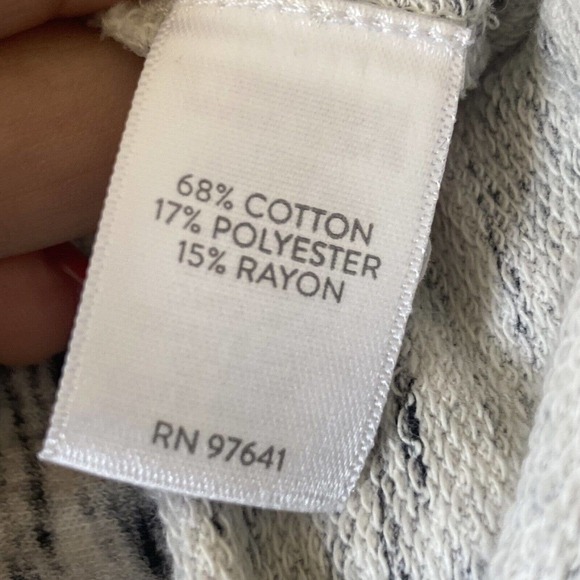 68% COTTON
17% POLYESTER
15% RAYON
RN 97641